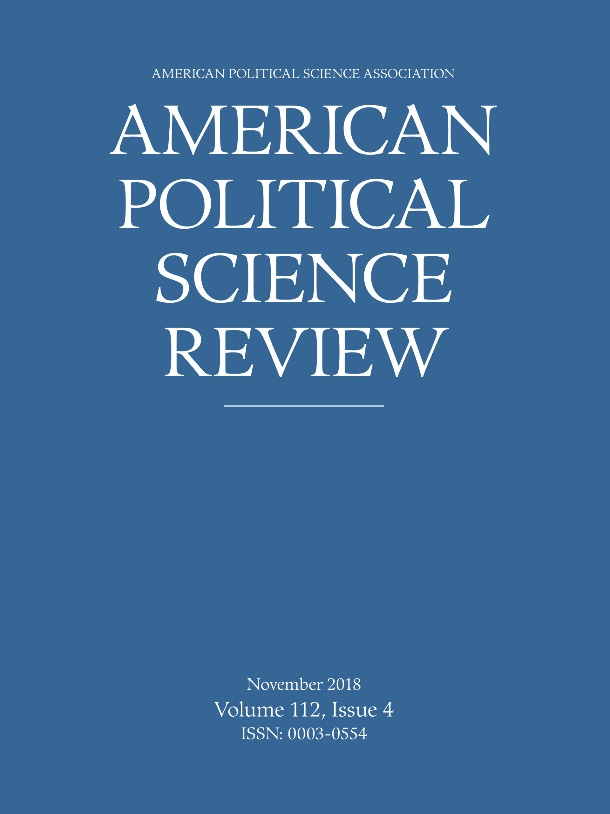 AMERICAN POLITICAL SCIENCE ASSOCIATION
AMERICAN
POLITICAL
SCIENCE
REVIEW
November 2018
Volume 112, Issue 4
ISSN: 0003-0554